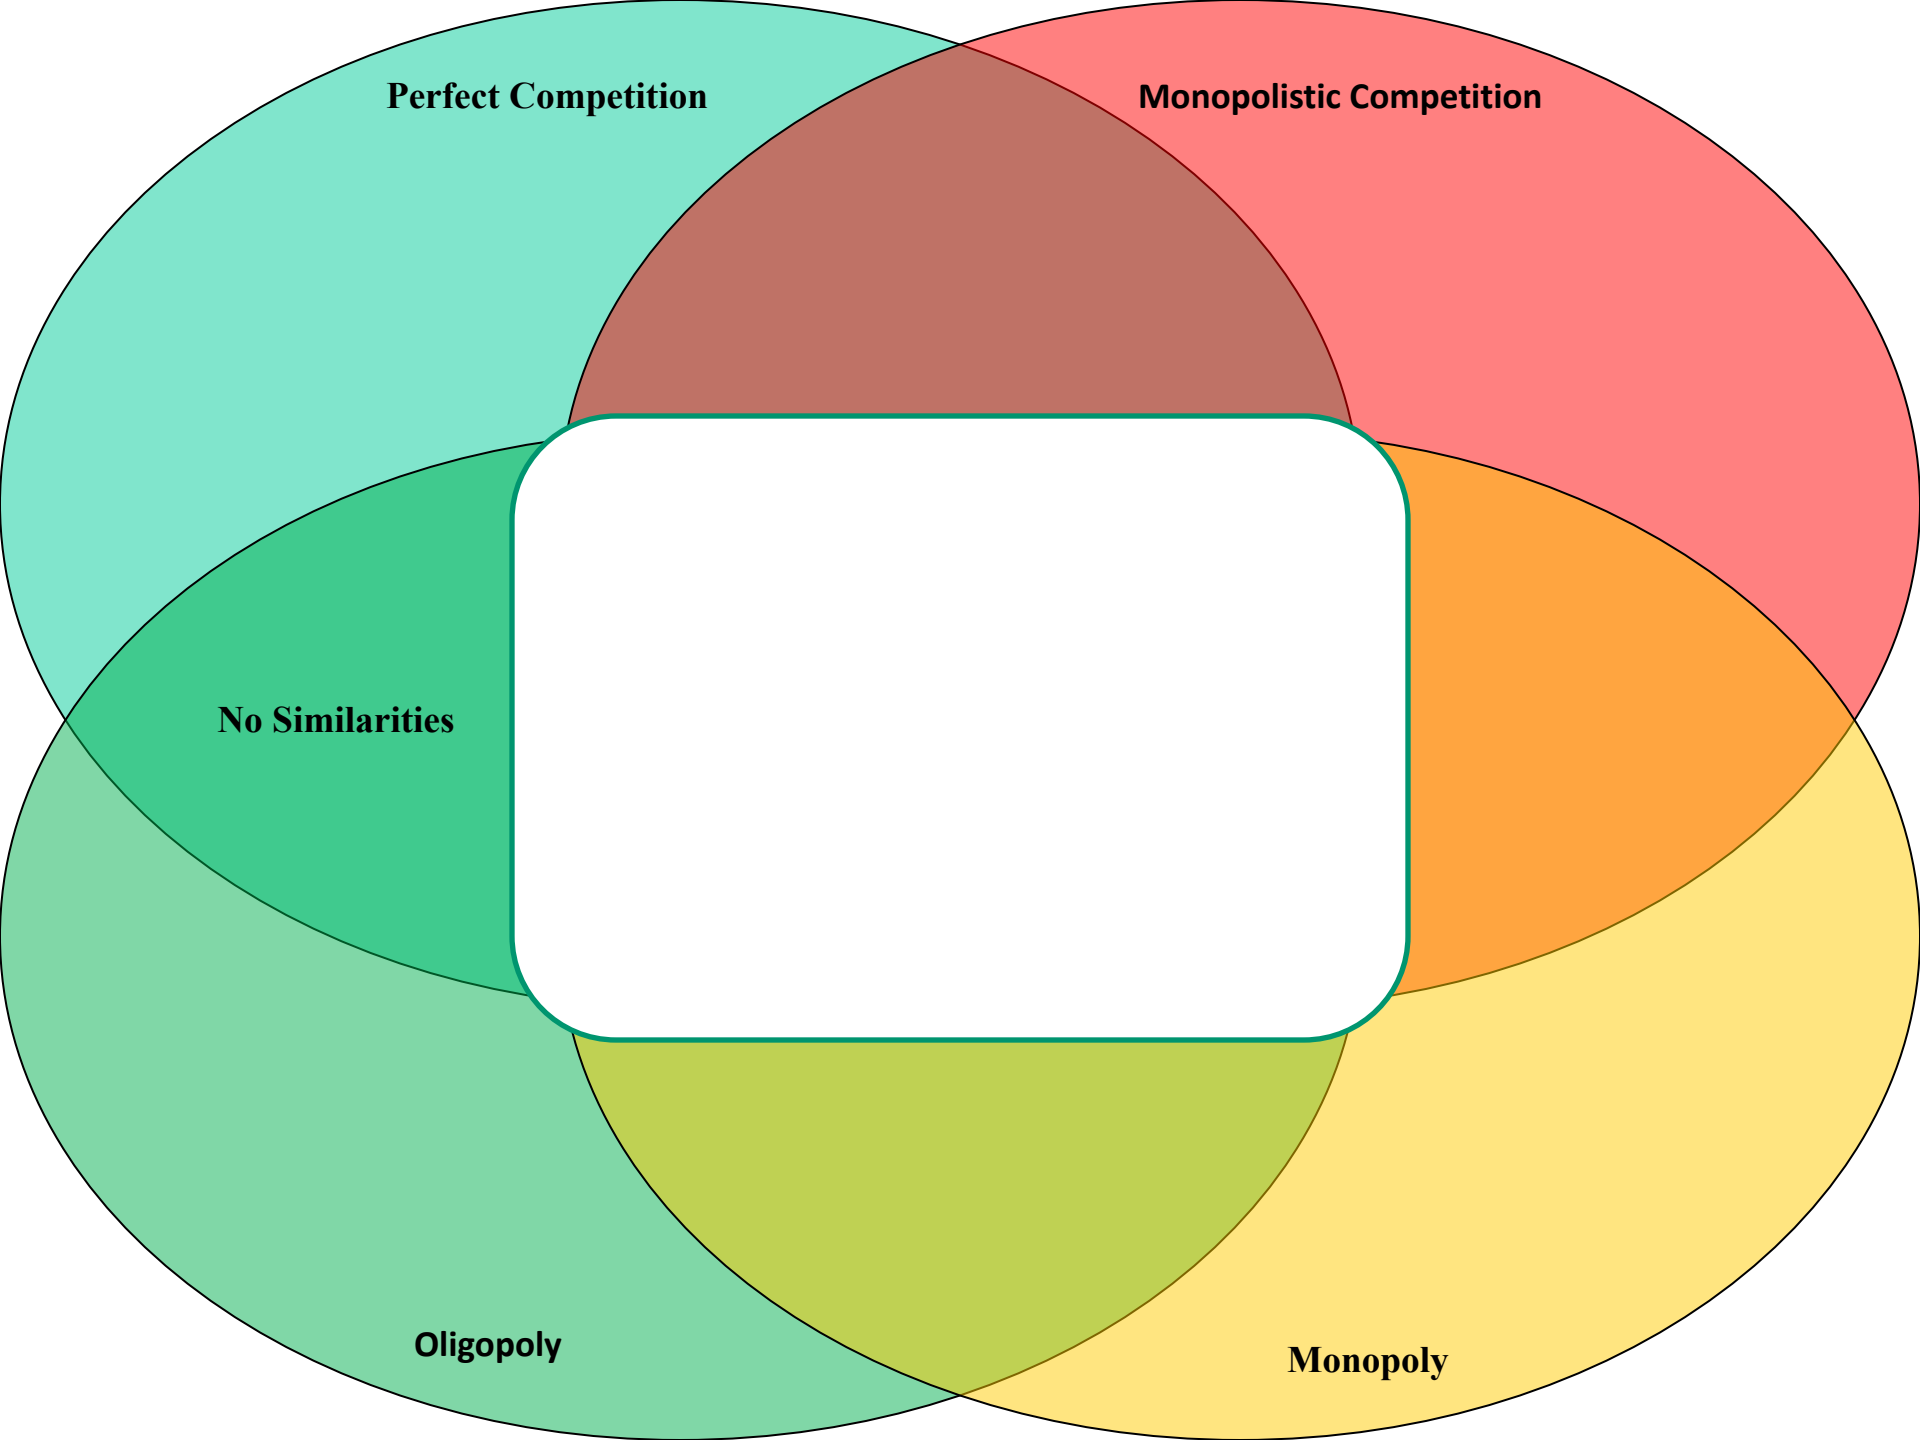 Perfect Competition
Monopolistic Competition
No Similarities
Oligopoly
Monopoly